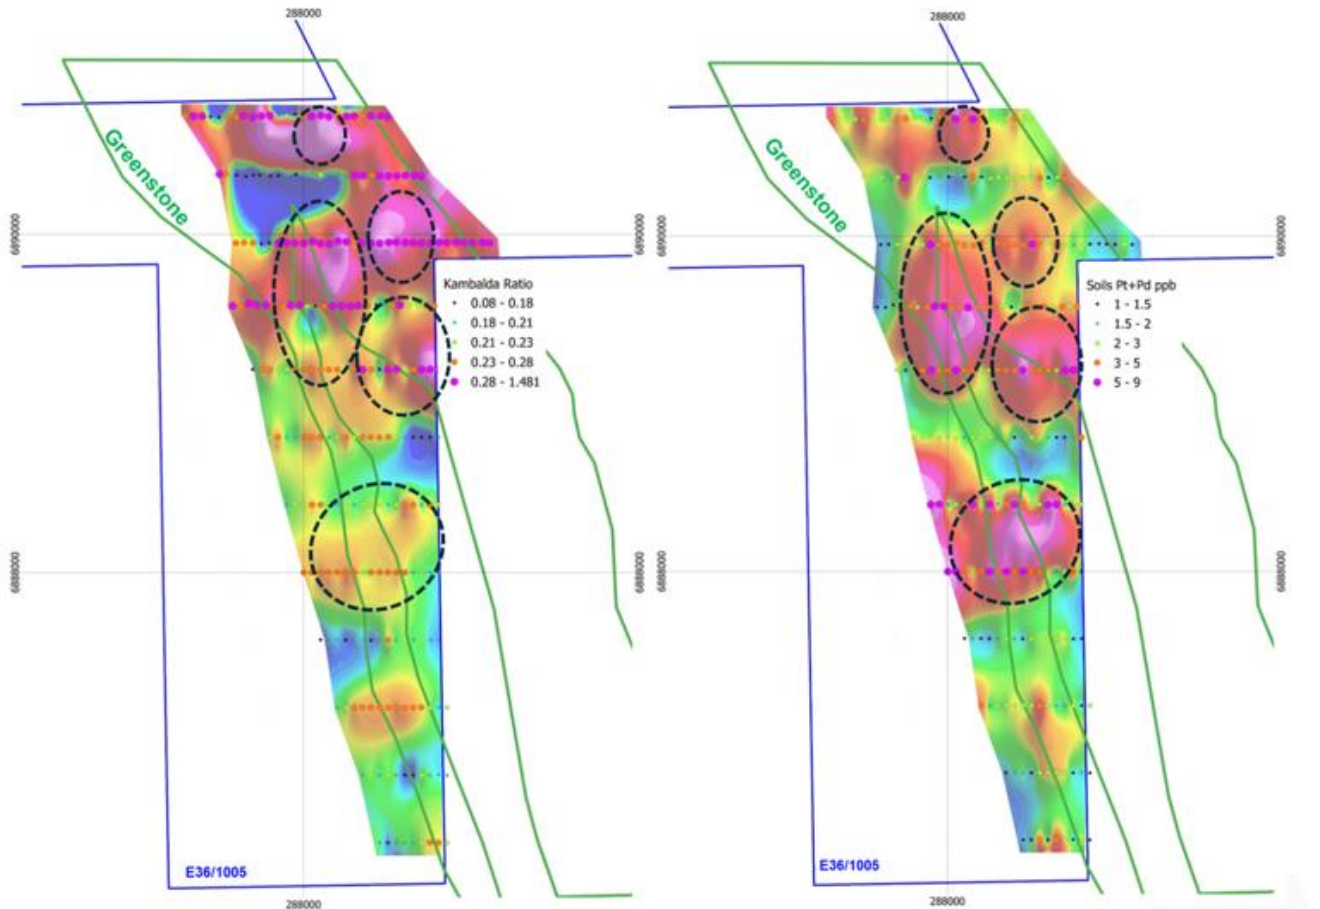 288000
288000
Greenstone
Greenstone
6890000
6890000
6890000
6890000
Kambalda Ratio
0.08 - 0.18
0.18 - 0.21
0.21 - 0.23
0.23 - 0.28
0.28 - 1.481
Soils Pt+Pd ppb
1 - 1.5
1.5 - 2
2 - 3
3 - 5
5 - 9
6888000
6888000
6888000
6888000
E36/1005
E36/1005
288000
288000